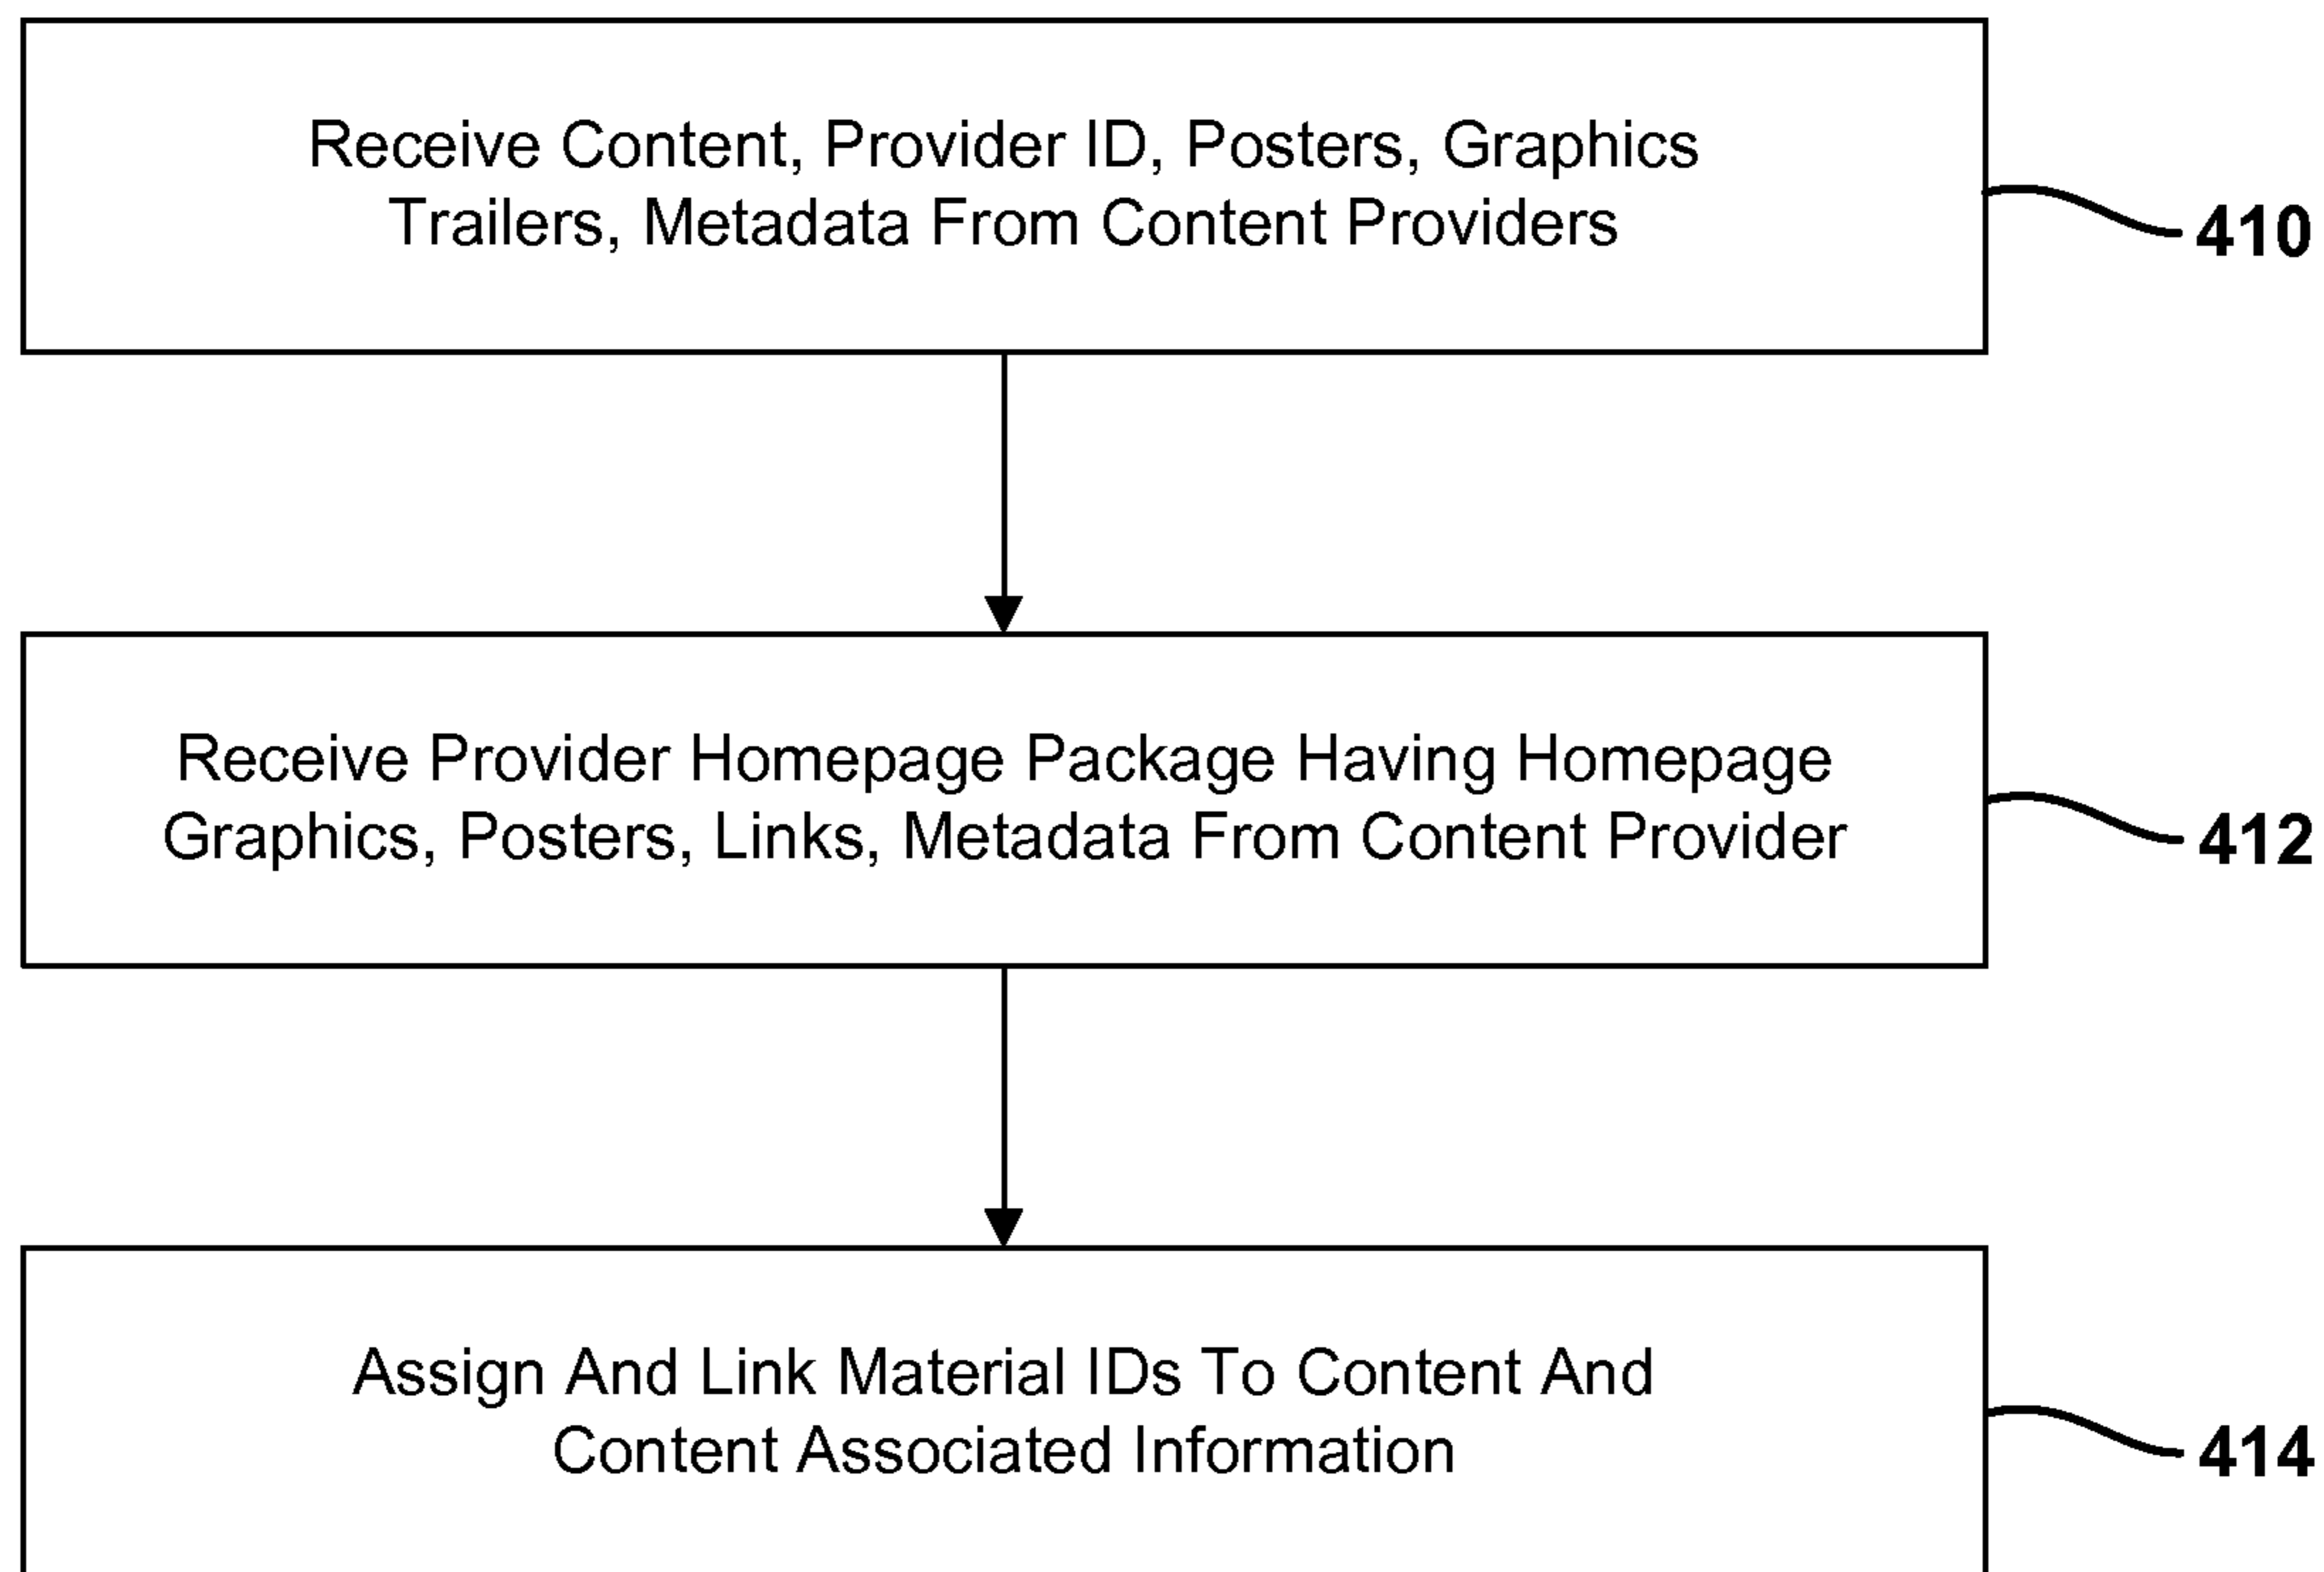 Receive Content, Provider ID, Posters, Graphics
Trailers, Metadata From Content Providers
410
Receive Provider Homepage Package Having Homepage
Graphics, Posters, Links, Metadata From Content Provider
412
Assign And Link Material IDs To Content And
Content Associated Information
414